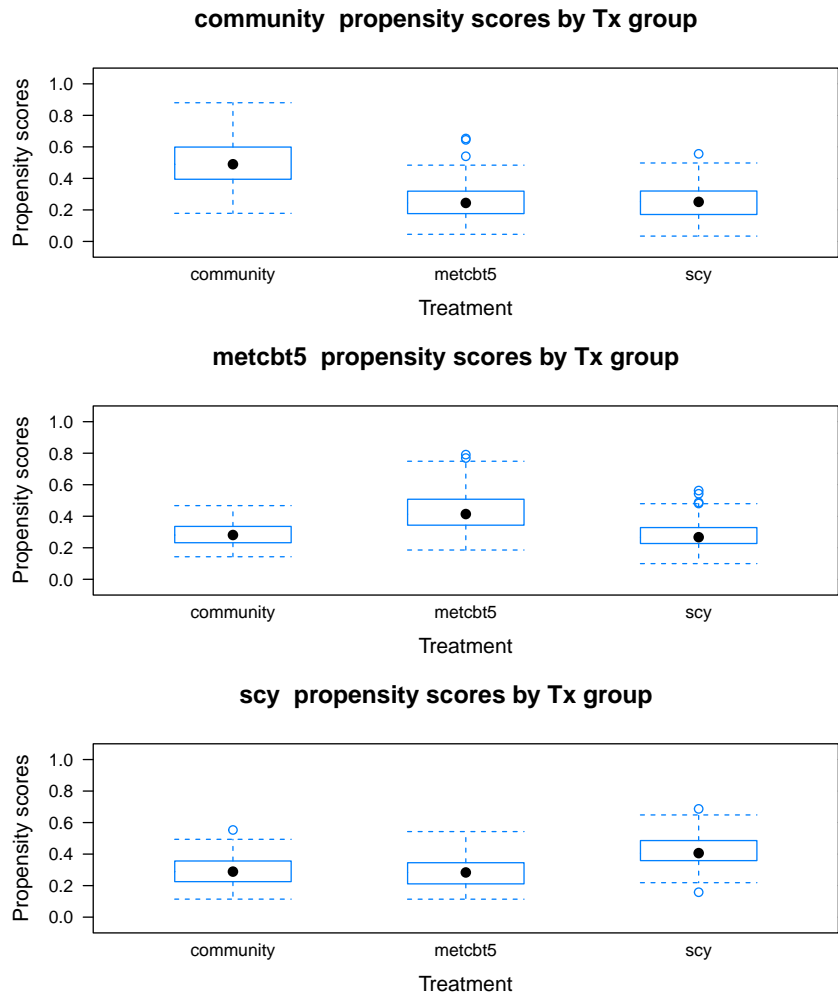 community propensity scores by Tx group
Propensity scores
1.0
0.8
0.6
0.4
0.2
0.0
community metcbt5 scy
Treatment
metcbt5 propensity scores by Tx group
Propensity scores
1.0
0.8
0.6
0.4
0.2
0.0
community metcbt5 scy
Treatment
scy propensity scores by Tx group
Propensity scores
1.0
0.8
0.6
0.4
0.2
0.0
community metcbt5 scy
Treatment